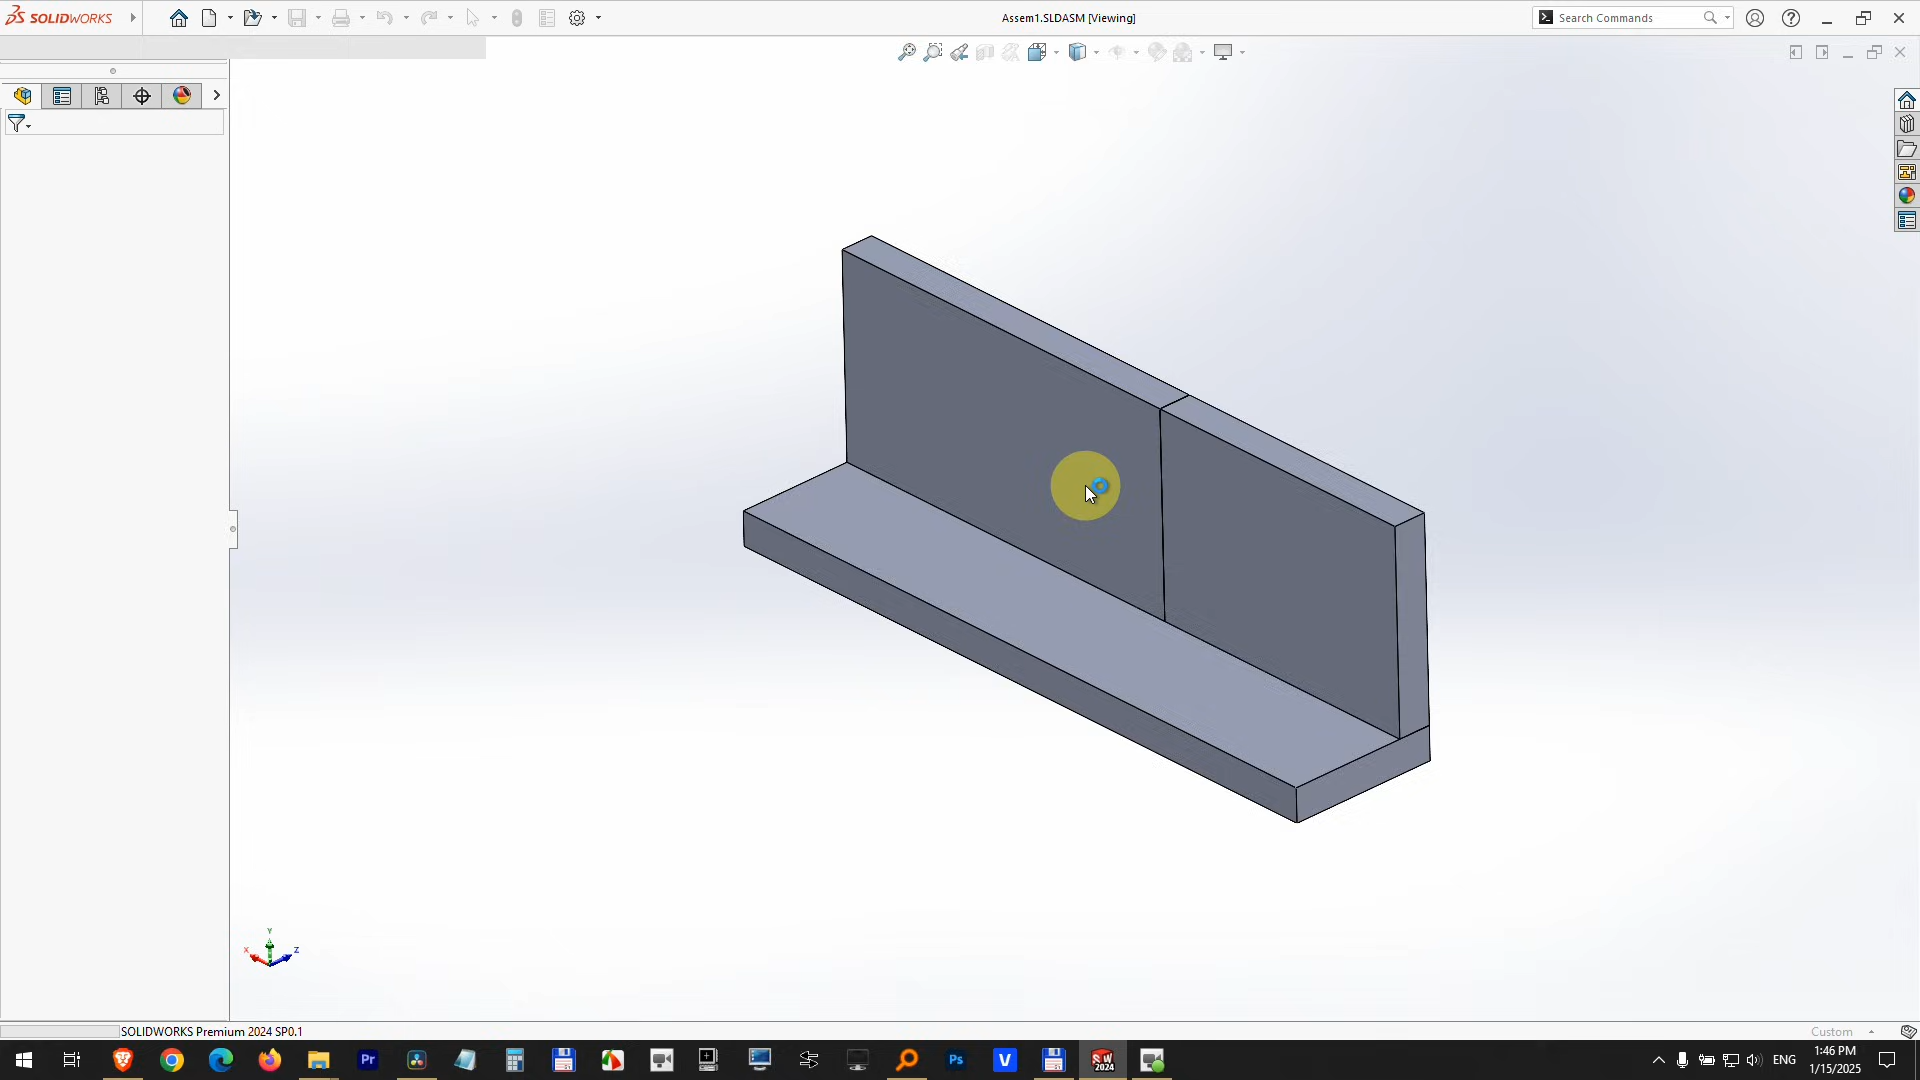 SOLIDWORKS
Assem1.SLDASM [Viewing]
Search Commands
Y
X
Z
SOLIDWORKS Premium 2024 SP0.1
Custom
Pr
Ps
V
SW
2024
ENG
1:46 PM
1/15/2025